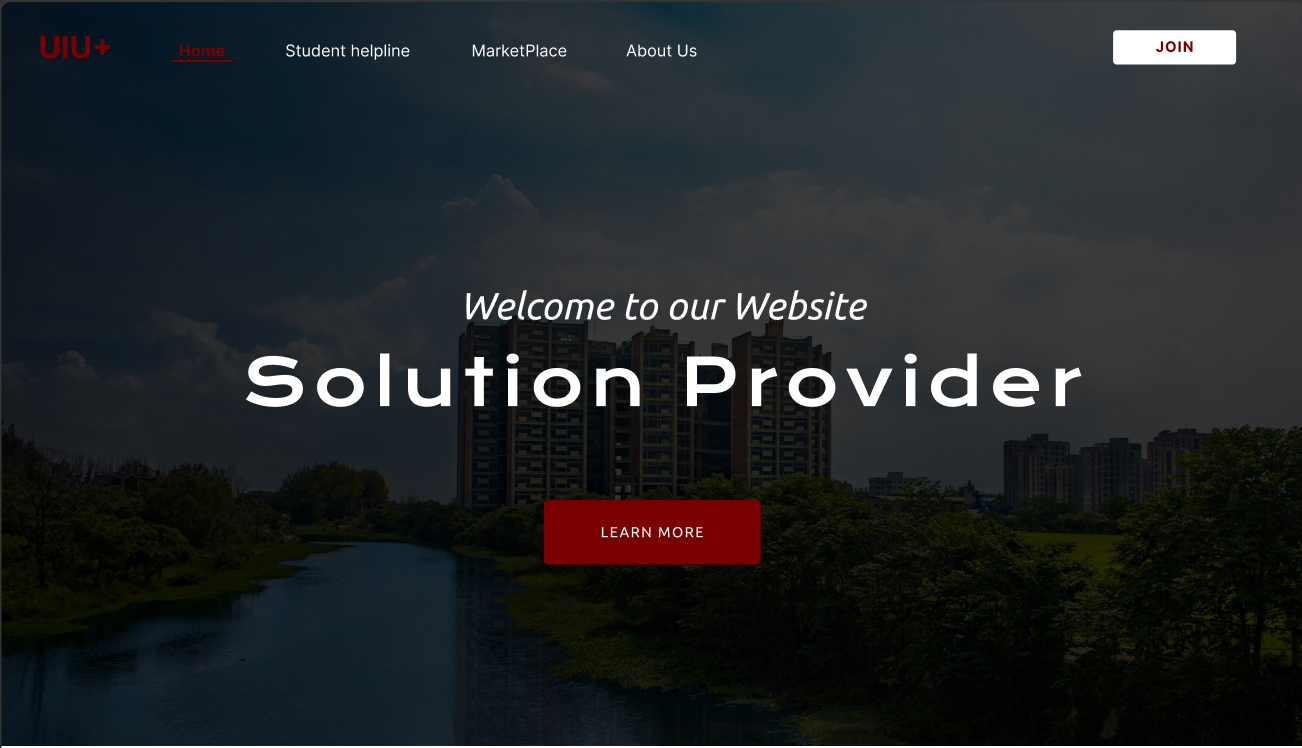 UIU+
Home
Student helpline
MarketPlace
About Us
JOIN
Welcome to our Website
Solution Provider
LEARN MORE